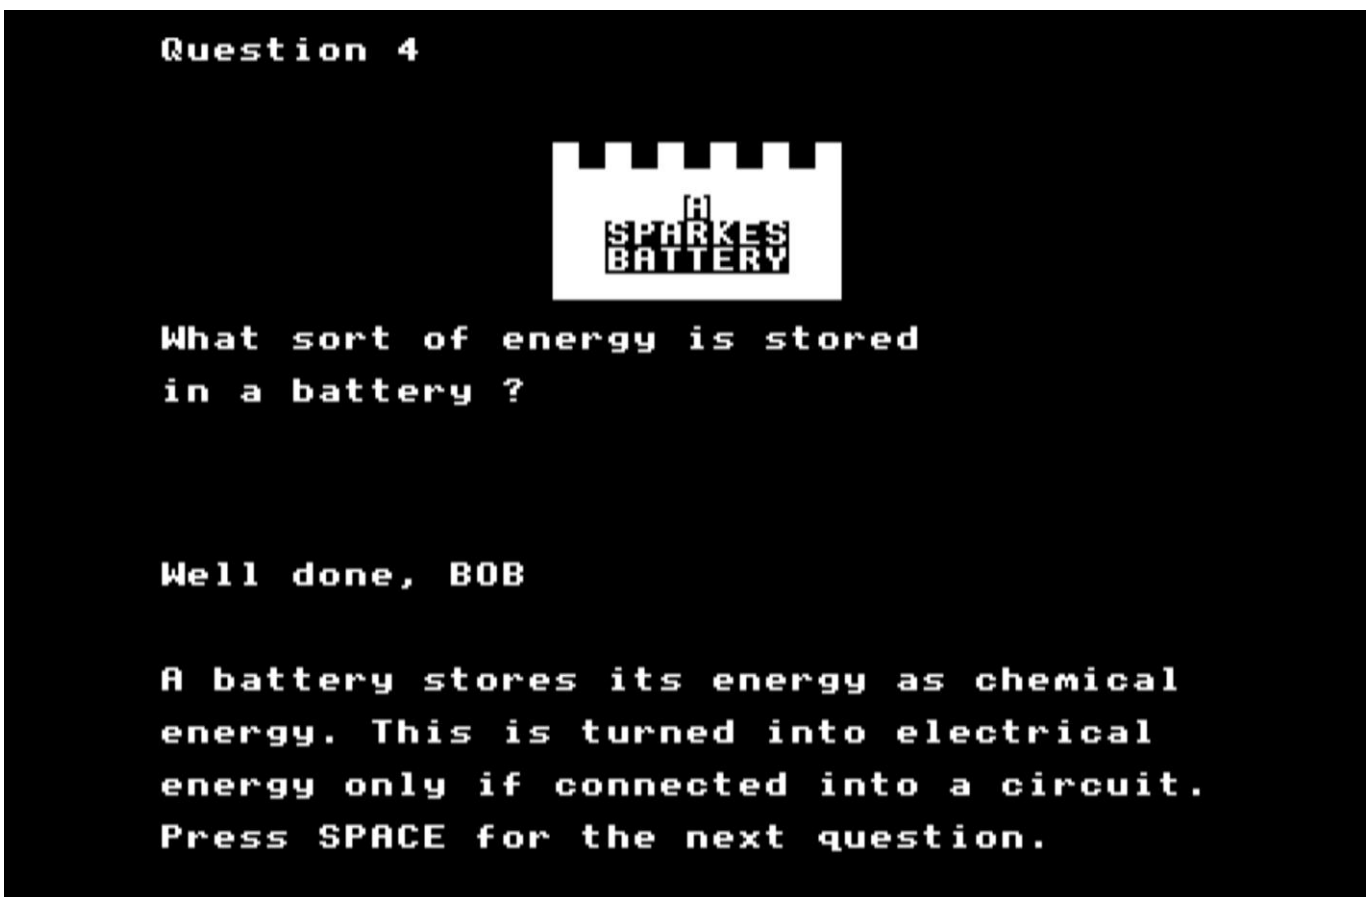 Question 4
A
SPARKES
BATTERY
What sort of energy is stored
in a battery ?
Well done, BOB
A battery stores its energy as chemical
energy. This is turned into electrical
energy only if connected into a circuit.
Press SPACE for the next question.